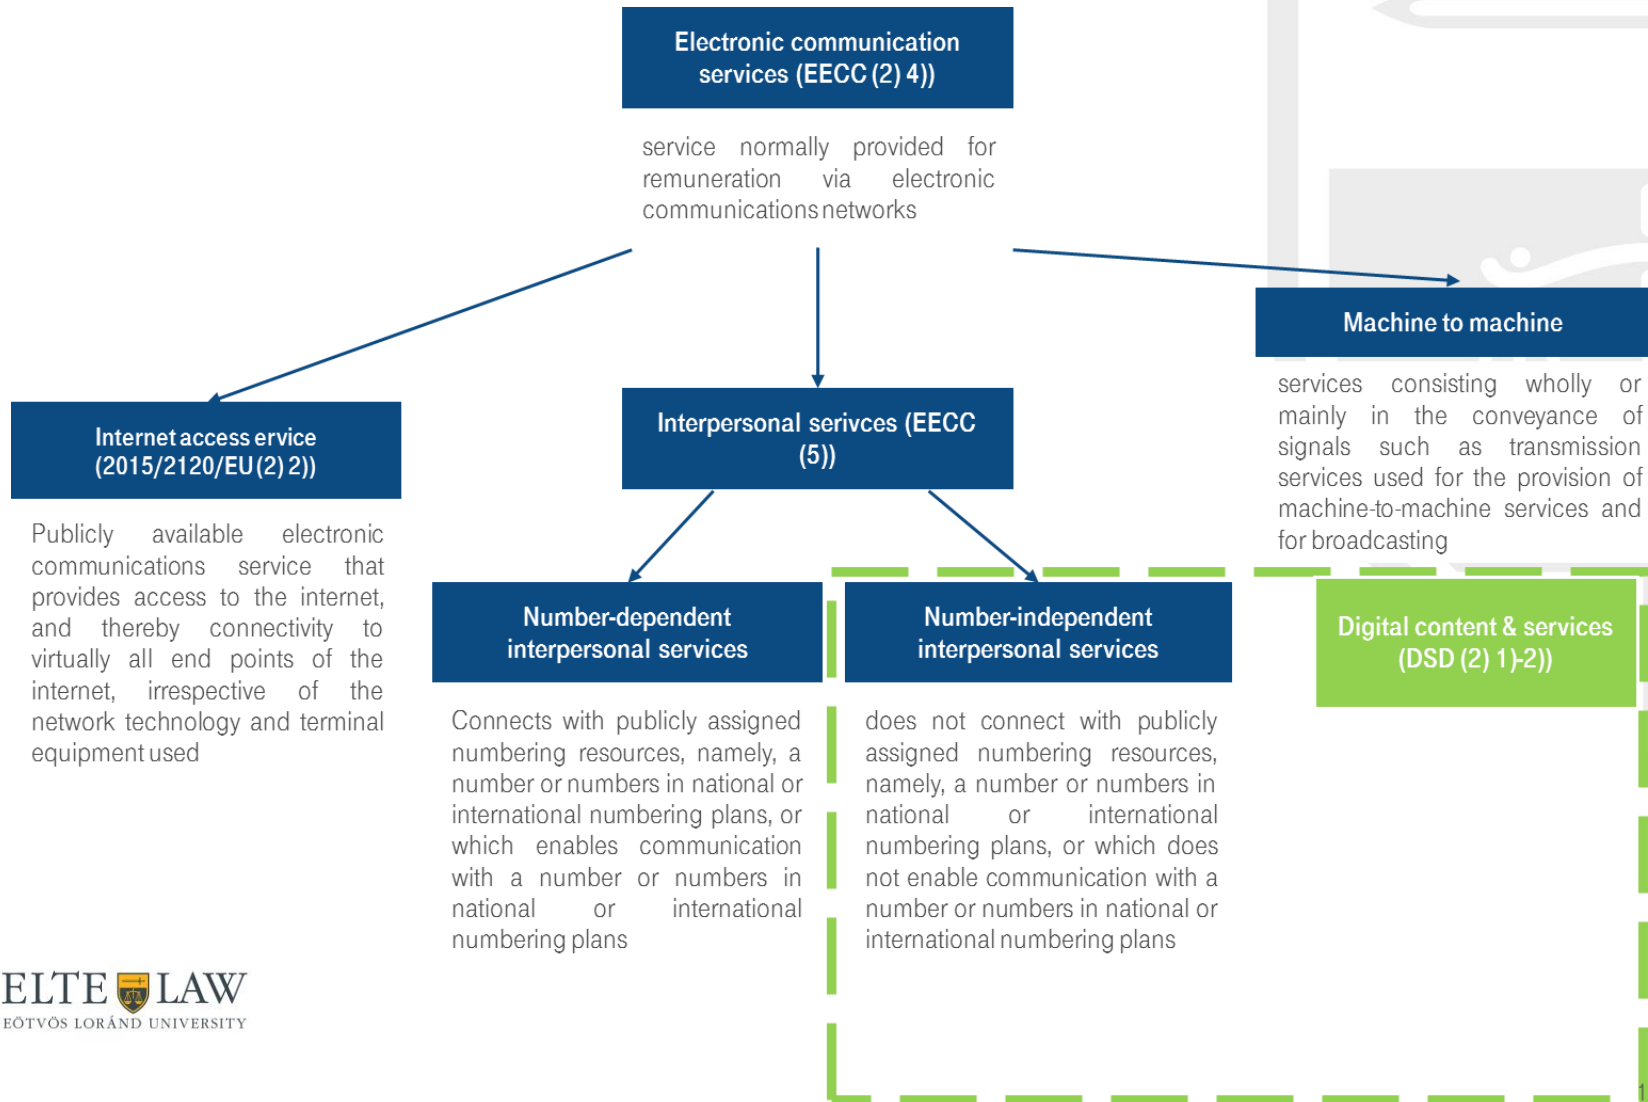 Electronic communication
services (EECC (2) 4))
service normally provided for
remuneration via electronic
communications networks
Machine to machine
services consisting wholly or
mainly in the conveyance of
signals such as transmission
services used for the provision of
machine-to-machine services and
for broadcasting
Internet access ervice
(2015/2120/EU (2) 2))
Publicly available electronic
communications service that
provides access to the internet,
and thereby connectivity to
virtually all end points of the
internet, irrespective of the
network technology and terminal
equipment used
Interpersonal serivces (EECC
(5))
Number-dependent
interpersonal services
Connects with publicly assigned
numbering resources, namely, a
number or numbers in national or
international numbering plans, or
which enables communication
with a number or numbers in
national or international
numbering plans
Number-independent
interpersonal services
does not connect with publicly
assigned numbering resources,
namely, a number or numbers in
national or international
numbering plans, or which does
not enable communication with a
number or numbers in national or
international numbering plans
Digital content & services
(DSD (2) 1)-2))
ELTE LAW
EÖTVÖS LORÁND UNIVERSITY
1